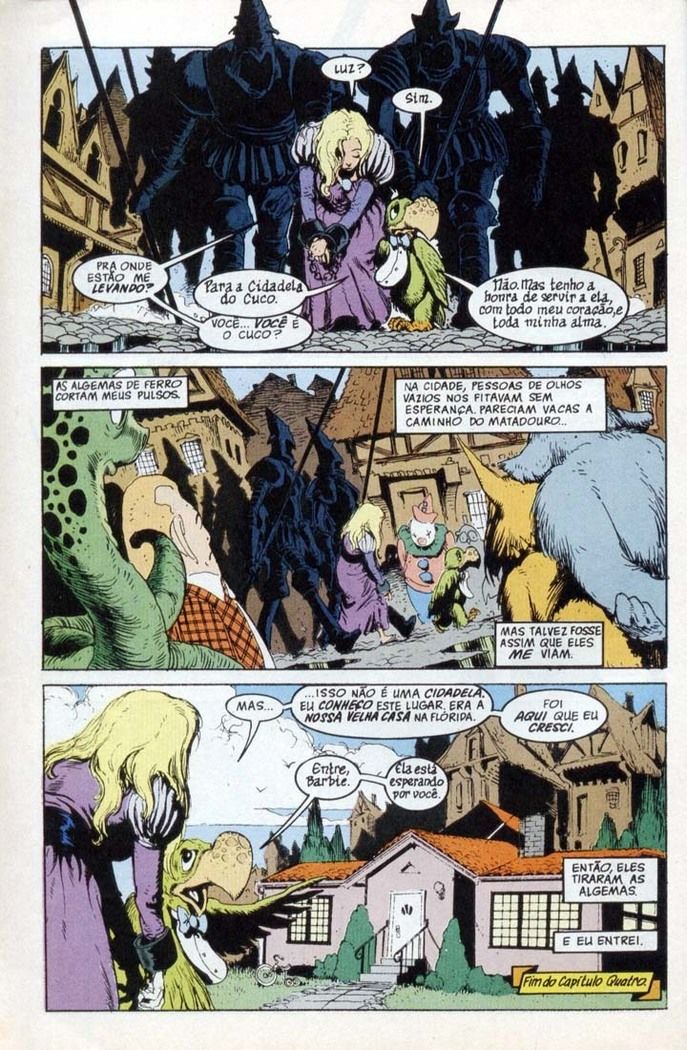 LUZ?
SIM.
PRA ONDE
ESTÃO ME
LEVANDO?
Para a Cidadela
do Cuco.
VOCÊ... VOCÊ É
O CUCO?
Não. Mas tenho a
honra de servir a ela,
com todo meu coração, e
toda minha alma.
AS ALGEMAS DE FERRO
CORTAM MEUS PULSOS.
NA CIDADE, PESSOAS DE OLHOS
VAZIOS NOS FITAVAM SEM
ESPERANÇA. PARECIAM VACAS A
CAMINHO DO MATADOURO...
MAS TALVEZ FOSSE
ASSIM QUE ELES
ME VIAM.
MAS...
...ISSO NÃO É UMA CIDADELA.
EU CONHEÇO ESTE LUGAR. ERA A
NOSSA VELHA CASA NA FLÓRIDA.
FOI
AQUI QUE EU
CRESCI.
Entre,
Barbie.
Ela está
esperando
por você.
ENTÃO, ELES
TIRARAM AS
ALGEMAS.
E EU ENTREI.
Fim do Capítulo Quatro.